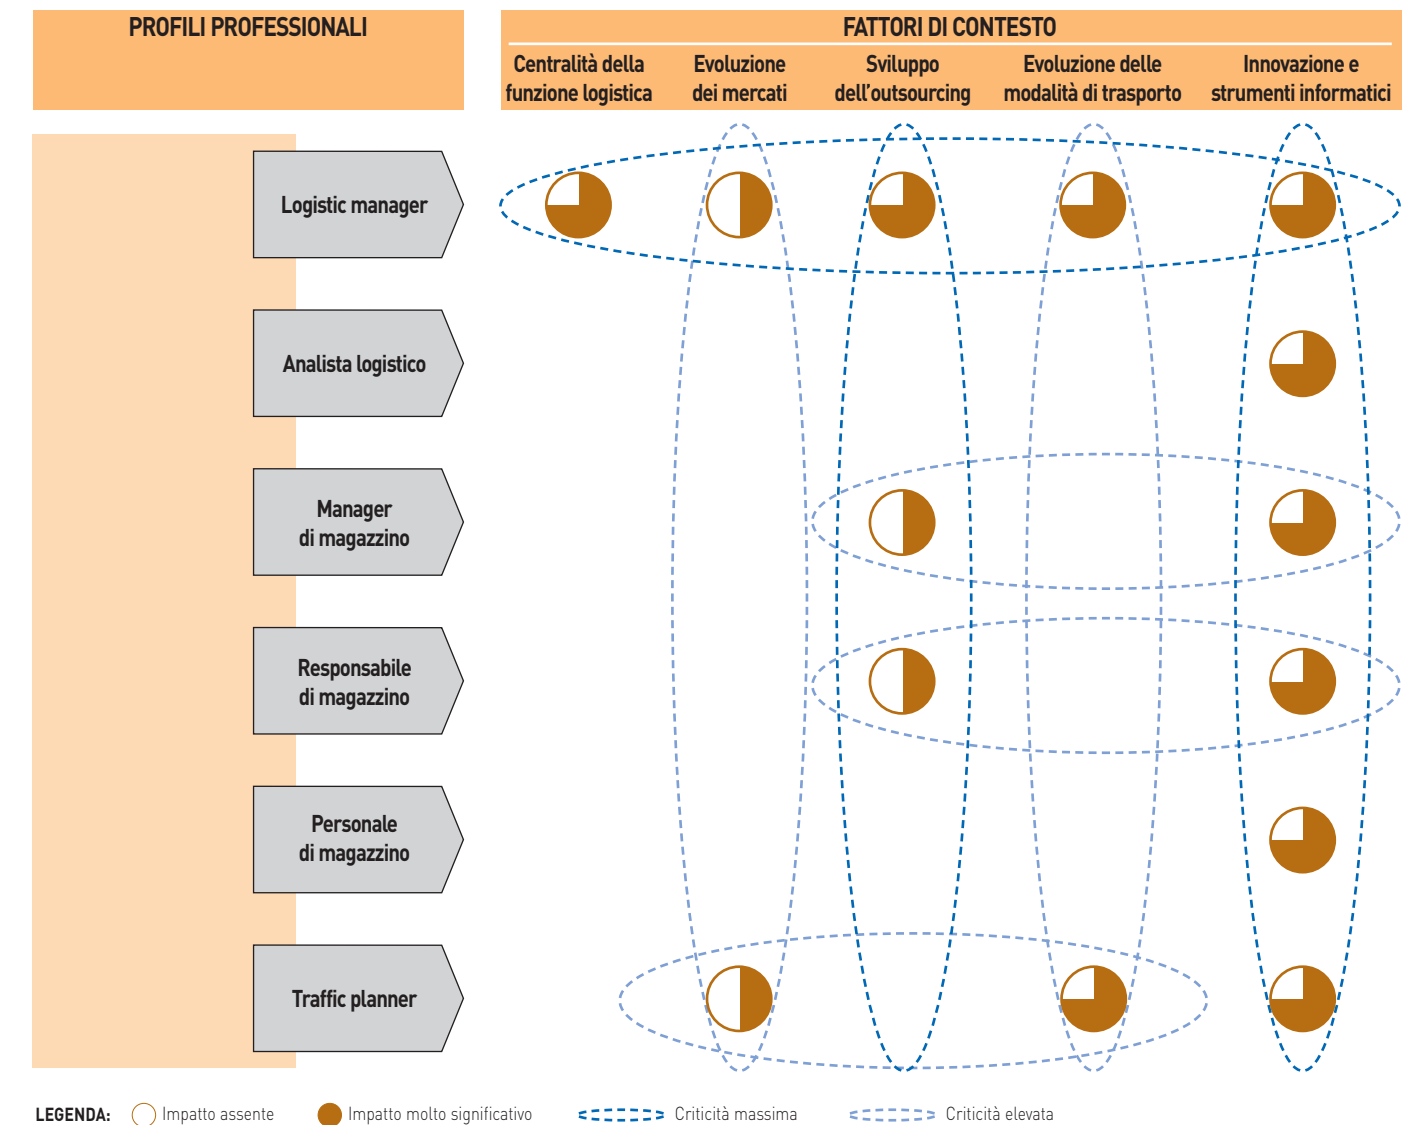 PROFILI PROFESSIONALI
FATTORI DI CONTESTO
Centralità della
funzione logistica
Evoluzione
dei mercati
Sviluppo
dell'outsourcing
Evoluzione delle
modalità di trasporto
Innovazione e
strumenti informatici
Logistic manager
Analista logistico
Manager
di magazzino
Responsabile
di magazzino
Personale
di magazzino
Traffic planner
LEGENDA: Impatto assente Impatto molto significativo Criticità massima Criticità elevata